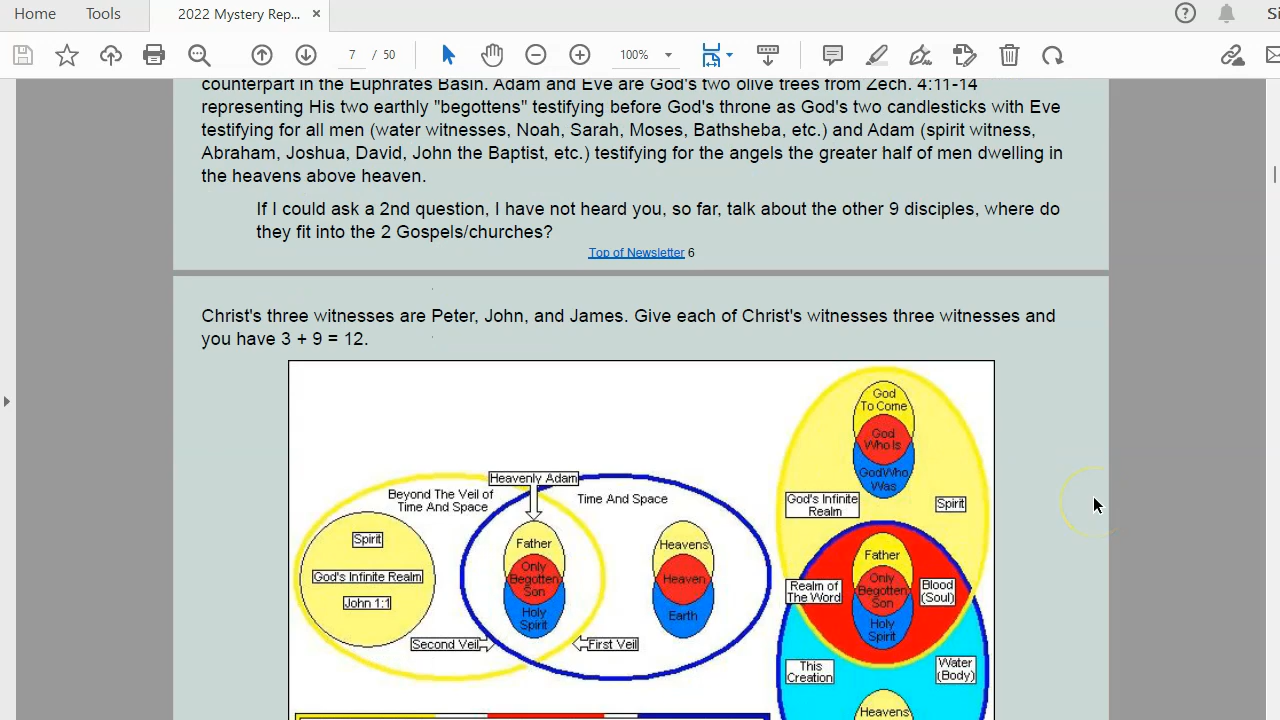 Home Tools 2022 Mystery Rep... × ? Si
7 / 50 100%
counterpart in the Euphrates Basin. Adam and Eve are God's two olive trees from Zech. 4:11-14
representing His two earthly "begottens" testifying before God's throne as God's two candlesticks with Eve
testifying for all men (water witnesses, Noah, Sarah, Moses, Bathsheba, etc.) and Adam (spirit witness,
Abraham, Joshua, David, John the Baptist, etc.) testifying for the angels the greater half of men dwelling in
the heavens above heaven.
If I could ask a 2nd question, I have not heard you, so far, talk about the other 9 disciples, where do
they fit into the 2 Gospels/churches?
Top of Newsletter 6
Christ's three witnesses are Peter, John, and James. Give each of Christ's witnesses three witnesses and
you have 3 + 9 = 12.
Heavenly Adam
Beyond The Veil of
Time And Space
Time And Space
Spirit
God's Infinite Realm
John 1:1
Father
Only
Begotten
Son
Holy
Spirit
Heavens
Heaven
Earth
Second Veil
First Veil
God
To Come
God
Who Is
God Who
Was
God's Infinite
Realm
Spirit
Father
Only
Begotten
Son
Holy
Spirit
Realm of
The Word
Blood
(Soul)
This
Creation
Water
(Body)
Heavens